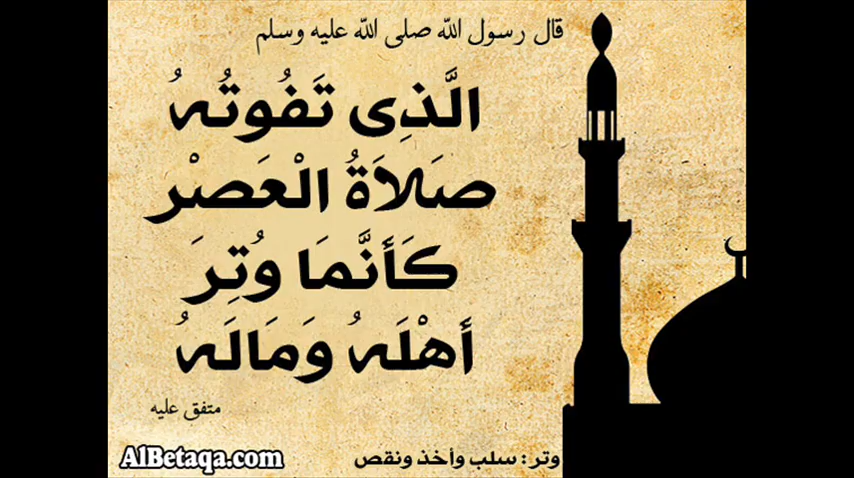 قال رسول الله صلى الله عليه وسلم
الَّذِى تَفُوتُهُ
صَلاَةُ الْعَصْرْ
كَأَنَّمَا وُتِرَ
أَهْلَهُ وَمَالَهُ
متفق عليه
وتر: سلب وأخذ ونقص
AlBetaqa.com